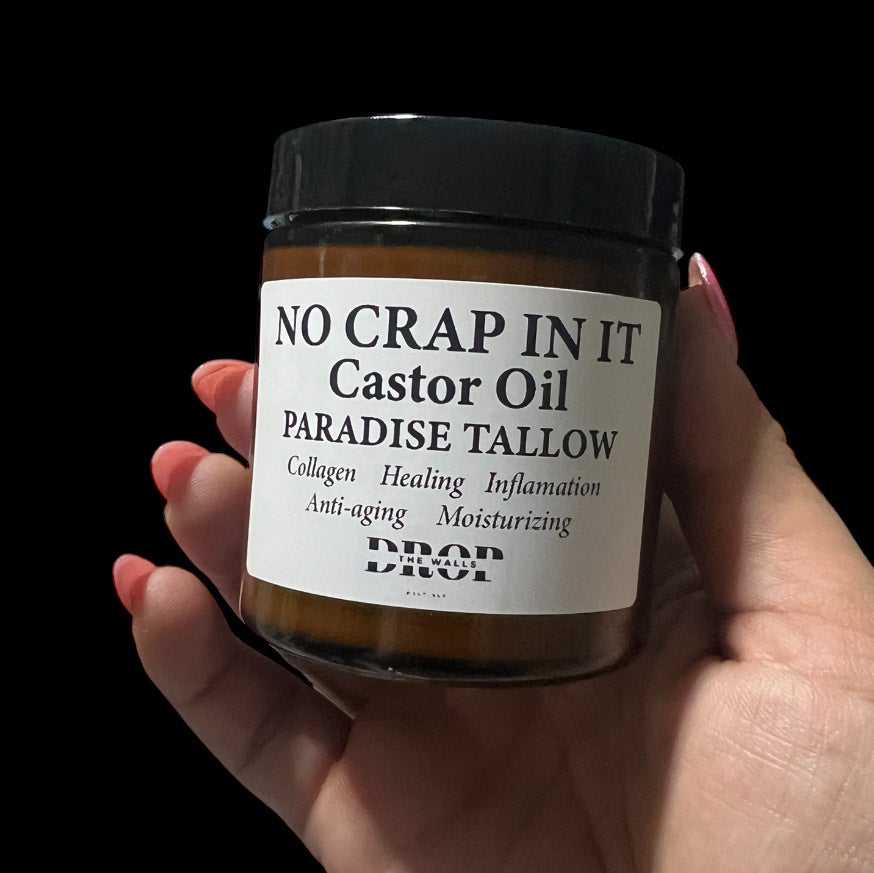 NO CRAP IN IT
Castor Oil
PARADISE TALLOW
Collagen Healing Inflamation
Anti-aging Moisturizing
DROP
THE WALLS